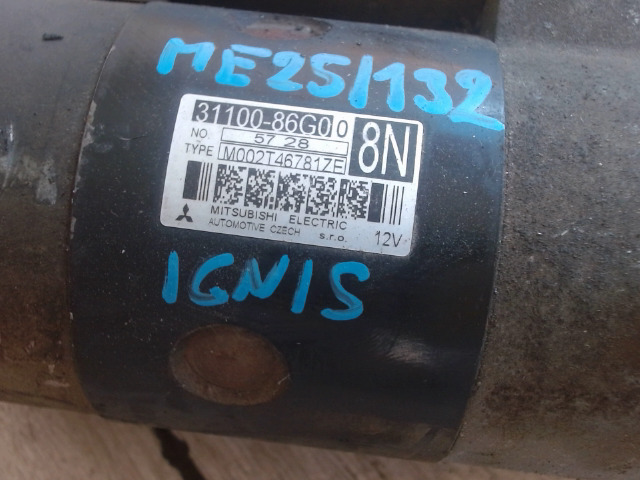 ME25/132
31100-86G00
8N
NO 57 28
TYPE M002T46781ZE
MITSUBISHI ELECTRIC
AUTOMOTIVE CZECH s.r.o. 12V
IGNIS